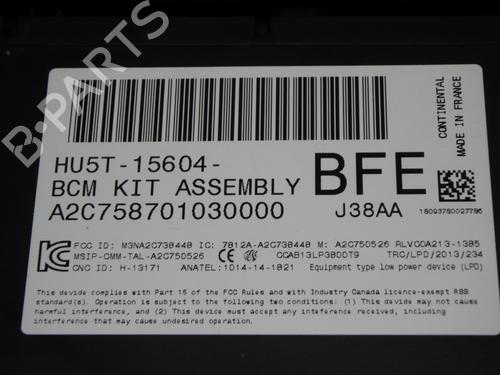 B-PARTS
CONTINENTAL
MADE IN FRANCE
HU5T-15604-
BFE
BCM KIT ASSEMBLY
A2C758701030000
J38AA
18093780027786
FCC ID: M3NA2C738448 IC: 7812A-A2C738448 M: A2C750526 RLVCOA213-1385
MSIP-CMM-TAL-A2C750526 CE CCAB13LP3800T9 TRC/LPD/2013/234
CNC ID: H-13171 ANATEL: 1014-14-1821 Equipment type low power device (LPD)
This device complies with Part 15 of the FCC Rules and with Industry Canada licence-exempt RSS
standard(s). Operation is subject to the following two conditions: (1) This device may not cause
harmful interference, and (2) This device must accept any interference received, including
interference that may cause undesired operation.